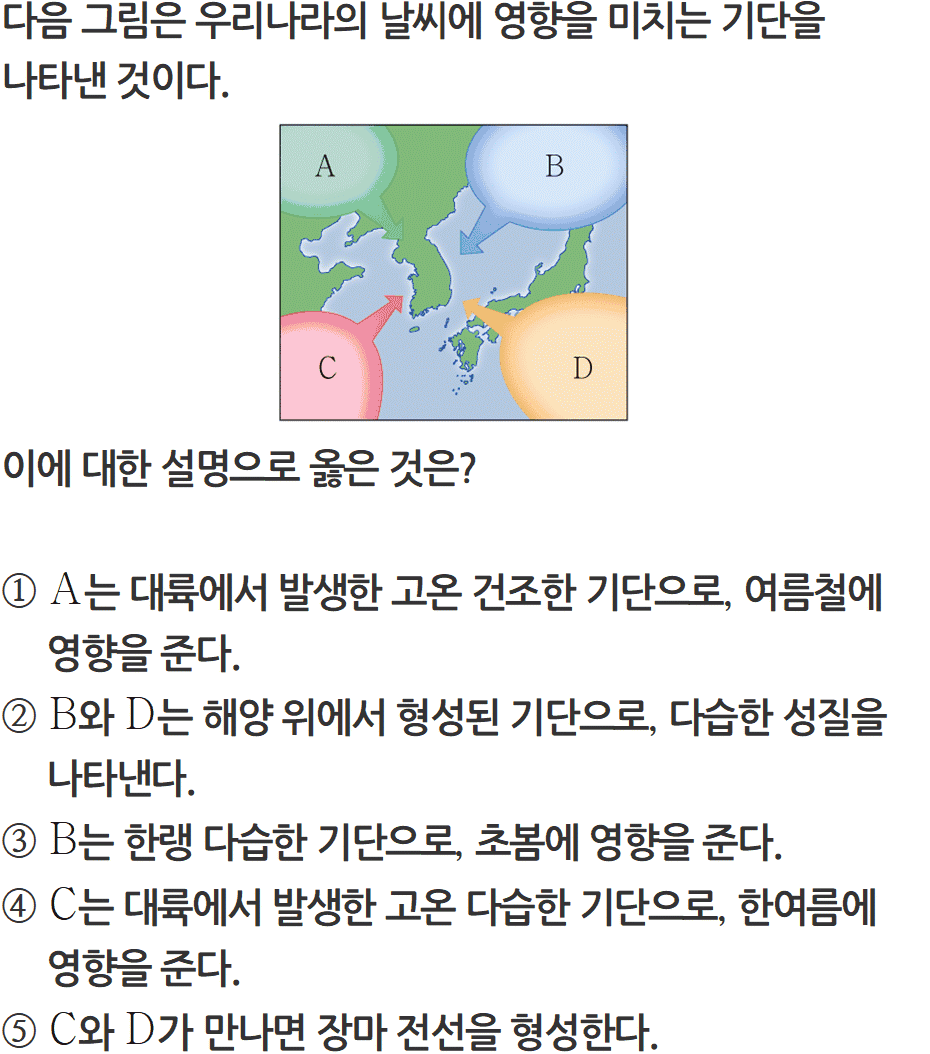 다음 그림은 우리나라의 날씨에 영향을 미치는 기단을
나타낸 것이다.
A
B
C
D
이에 대한 설명으로 옳은 것은?
① A는 대륙에서 발생한 고온 건조한 기단으로, 여름철에
영향을 준다.
② B와 D는 해양 위에서 형성된 기단으로, 다습한 성질을
나타낸다.
③ B는 한랭 다습한 기단으로, 초봄에 영향을 준다.
④ C는 대륙에서 발생한 고온 다습한 기단으로, 한여름에
영향을 준다.
⑤ C와 D가 만나면 장마 전선을 형성한다.